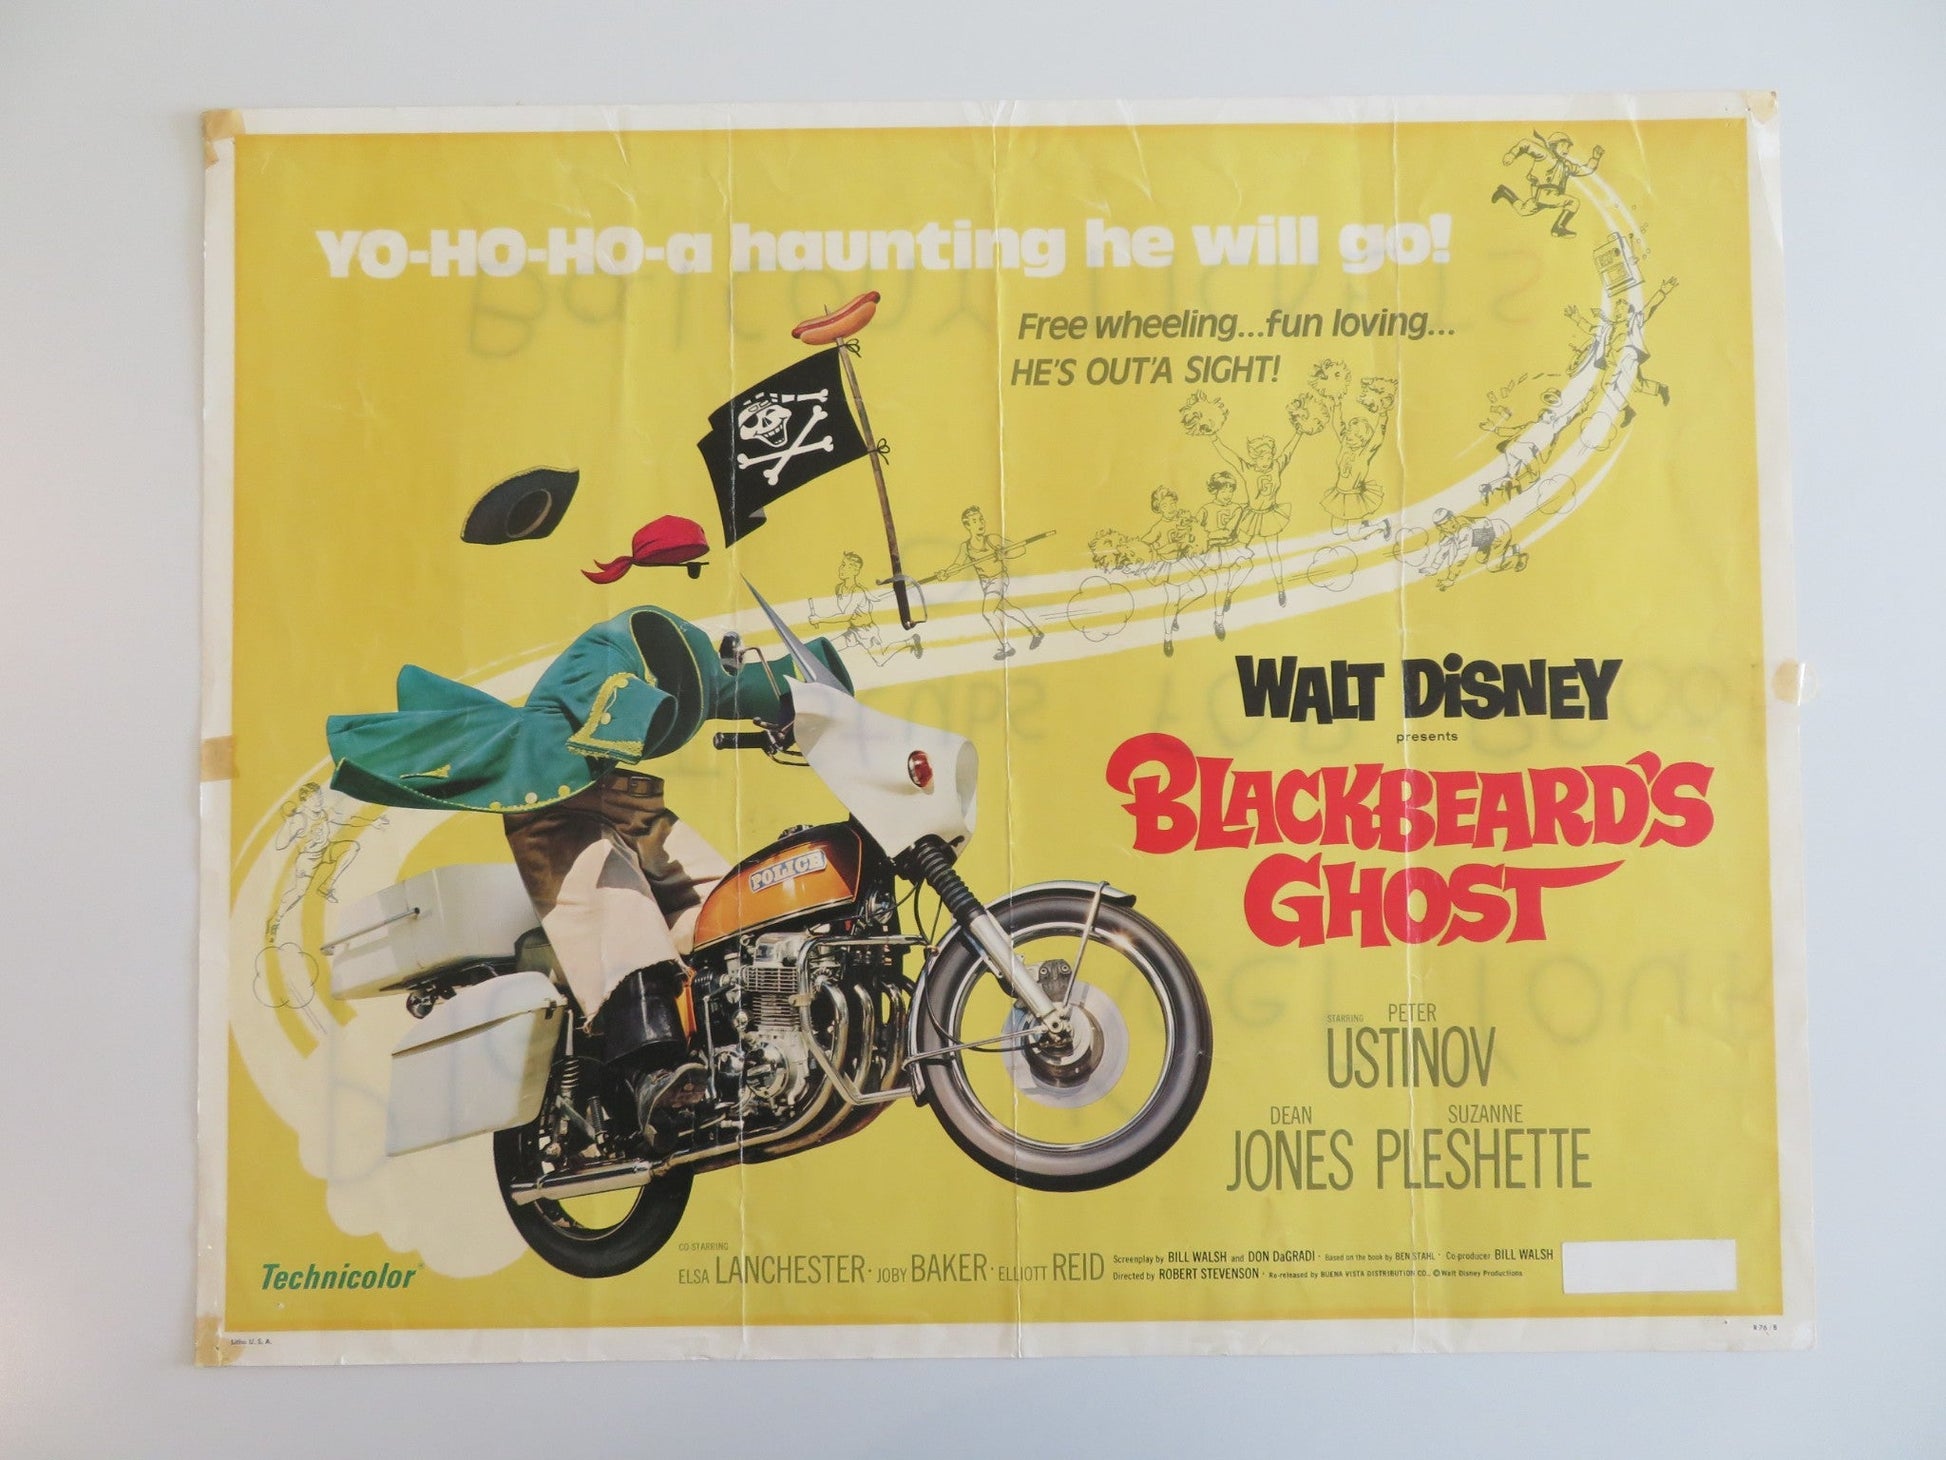 YO-HO-HO-a haunting he will go!
Free wheeling...fun loving...
HE'S OUT'A SIGHT!
WALT DISNEY
presents
BLACKBEARD'S
GHOST
POLICE
STARRING PETER
USTINOV
DEAN SUZANNE
JONES PLESHETTE
CO-STARRING
ELSA LANCHESTER · JOBY BAKER · ELLIOTT REID
Screenplay by BILL WALSH and DON DaGRADI · Based on the book by BEN STAHL · Co-producer BILL WALSH
Directed by ROBERT STEVENSON · Re-released by BUENA VISTA DISTRIBUTION CO., © Walt Disney Productions
Technicolor®
Litho U. S. A.
R 76/8